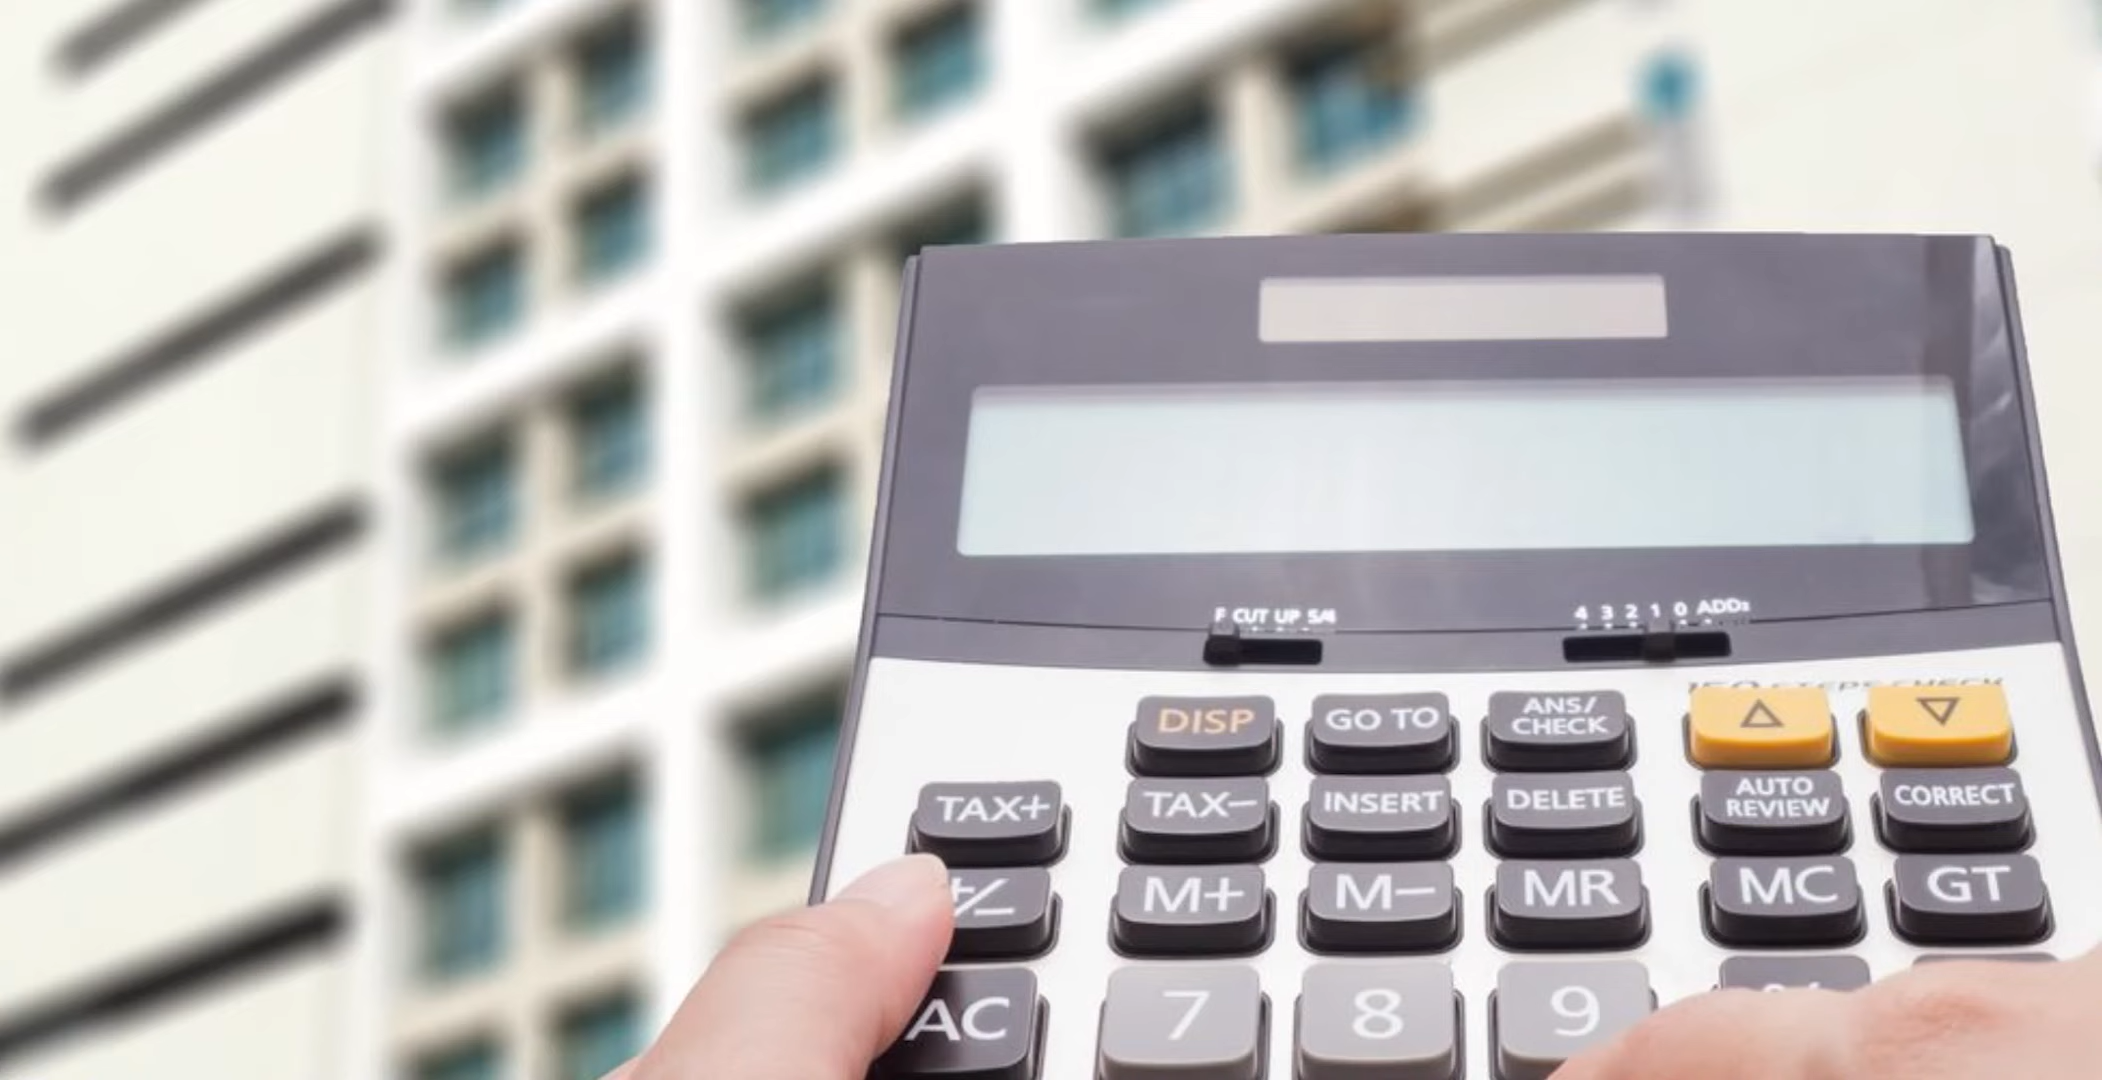 F CUT UP 5/4
4 3 2 1 0 ADD₂
DISP GO TO ANS/CHECK △ ▽
TAX+ TAX− INSERT DELETE AUTO REVIEW CORRECT
+/− M+ M− MR MC GT
AC 7 8 9